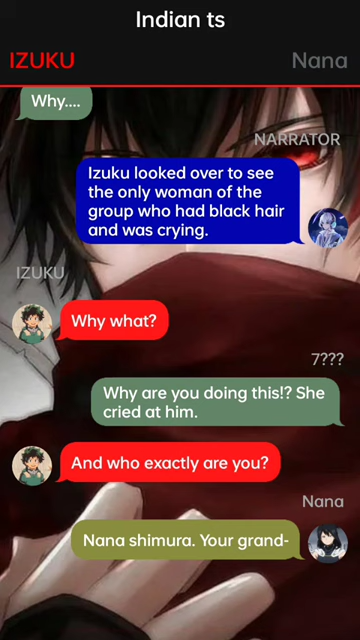 Indian ts
IZUKU
Nana
Why....
NARRATOR
Izuku looked over to see
the only woman of the
group who had black hair
and was crying.
IZUKU
Why what?
7???
Why are you doing this!? She
cried at him.
And who exactly are you?
Nana
Nana shimura. Your grand-